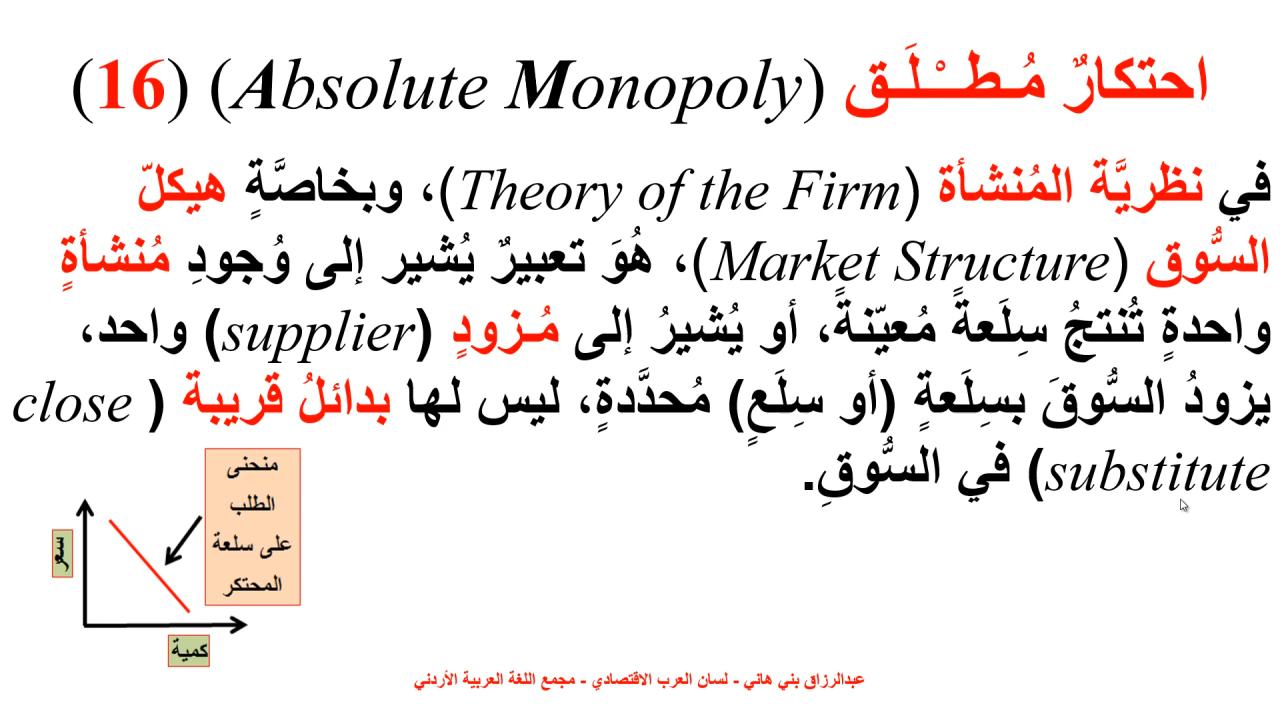 احتكارٌ مُـطـــْـلَـق (Absolute Monopoly) (16)
في نظريَّة المُنشأة (Theory of the Firm)، وبخاصَّةٍ هيكلّ
السُّوق (Market Structure)، هُوَ تعبيرٌ يُشير إلى وُجودِ مُنشأةٍ
واحدةٍ تُنتجُ سِلَعةً مُعيّنةً، أو يُشيرُ إلى مُـزودٍ (supplier) واحد،
يزودُ السُّوقَ بسِلَعةٍ (أو سِلَعٍ) مُحدَّدةٍ، ليس لها بدائلُ قريبة (close
substitute) في السُّوقِ.
منحنى
الطلب
على سلعة
المحتكر
سعر
كمية
عبدالرزاق بني هاني - لسان العرب الاقتصادي - مجمع اللغة العربية الأردني